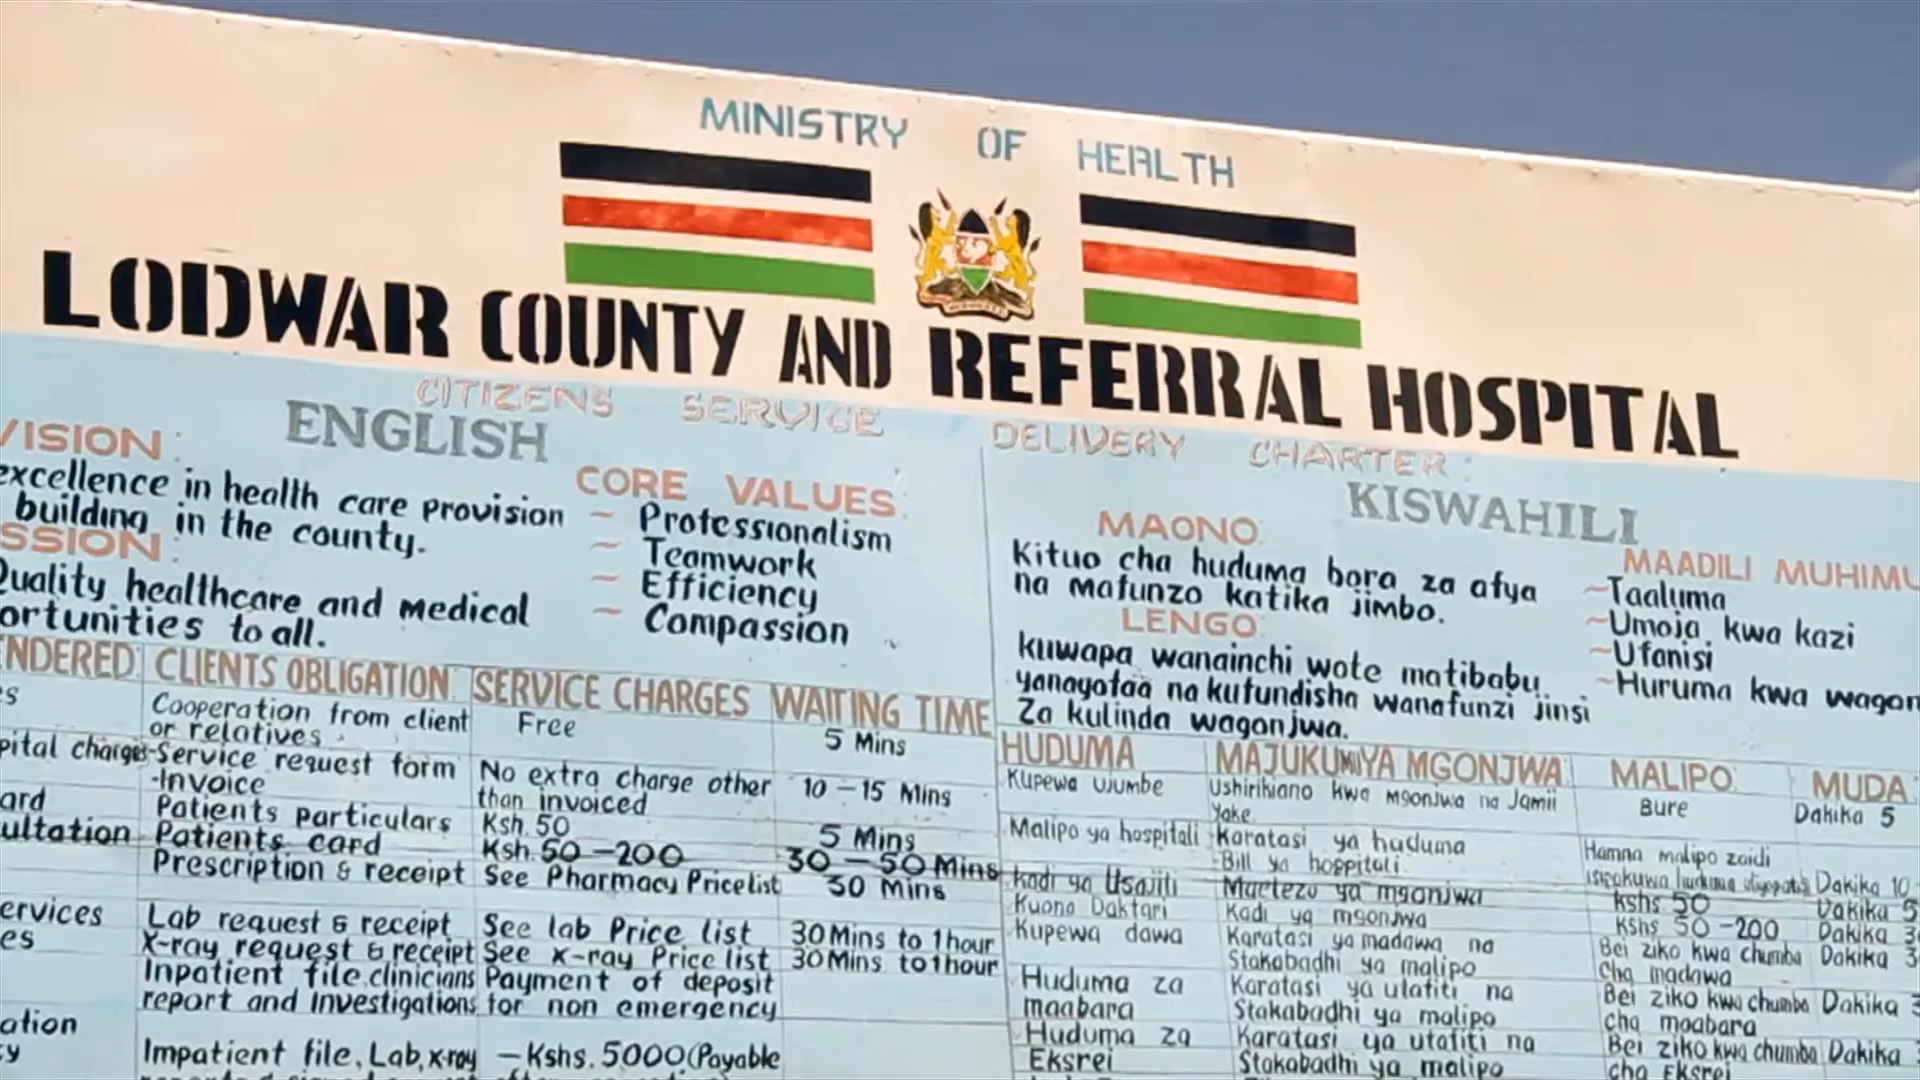 MINISTRY OF HEALTH
LODWAR COUNTY AND REFERRAL HOSPITAL
CITIZENS SERVICE DELIVERY CHARTER:
ENGLISH
VISION:
excellence in health care provision
building in the county.
SSION:
Quality healthcare and medical
ortunities to all.
CORE VALUES:
- Professionalism
- Teamwork
- Efficiency
- Compassion
NDERED CLIENTS OBLIGATION SERVICE CHARGES WAITING TIME
es Cooperation from client Free 5 Mins
or relatives.
pital charges -Service request form No extra charge other 10-15 Mins
-Invoice than invoiced
ard Patients particulars Ksh.50 5 Mins
ultation Patients card Ksh.50-200 30-50 Mins
Prescription & receipt See Pharmacy Pricelist 30 Mins
ervices Lab request & receipt See lab Price list 30Mins to 1hour
es X-ray request & receipt See x-ray Price list 30Mins to 1hour
Inpatient file.clinicians Payment of deposit
report and Investigations for non emergency
ation
y Impatient file, Lab, x-ray -Kshs.5000(Payable
KISWAHILI
MAONO:
Kituo cha huduma bora za afya
na mafunzo katika jimbo.
LENGO:
kuwapa wanainchi wote matibabu
yanayofaa na kufundisha wanafunzi jinsi
Za kulinda wagonjwa.
MAADILI MUHIMU
~Taaluma
~Umoja kwa kazi
~Ufanisi
~Huruma kwa wagon
HUDUMA MAJUKUMU YA MGONJWA MALIPO: MUDA:
Kupewa ujumbe Ushirikiano kwa mgonjwa na Jamii Bure Dakika 5
Yake
Malipo ya hospitali -Karatasi ya haduma Hamna malipo zaidi
-Bill ya hospitali Dakika 10-
Kadi ya Usajili Maelezo ya mgonjwa kshs 50 Dakika 5
Kuona Daktari Kadi ya mgonjwa Kshs 50-200 Dakika 3
Kupewa dawa Karatasi ya madawa na Bei ziko kwa chumba Dakika 3
Stakabadhi ya malipo Cha madawa
Huduma za Karatasi ya utafiti na Bei ziko kwa chumba Dakika 3
maabara Stakabadhi ya malipo cha maabara
Huduma za Karatasi ya utafiti na Bei ziko kwa chumba Dakika
Eksrei Stakabadhi ya malipo cha Eksrei